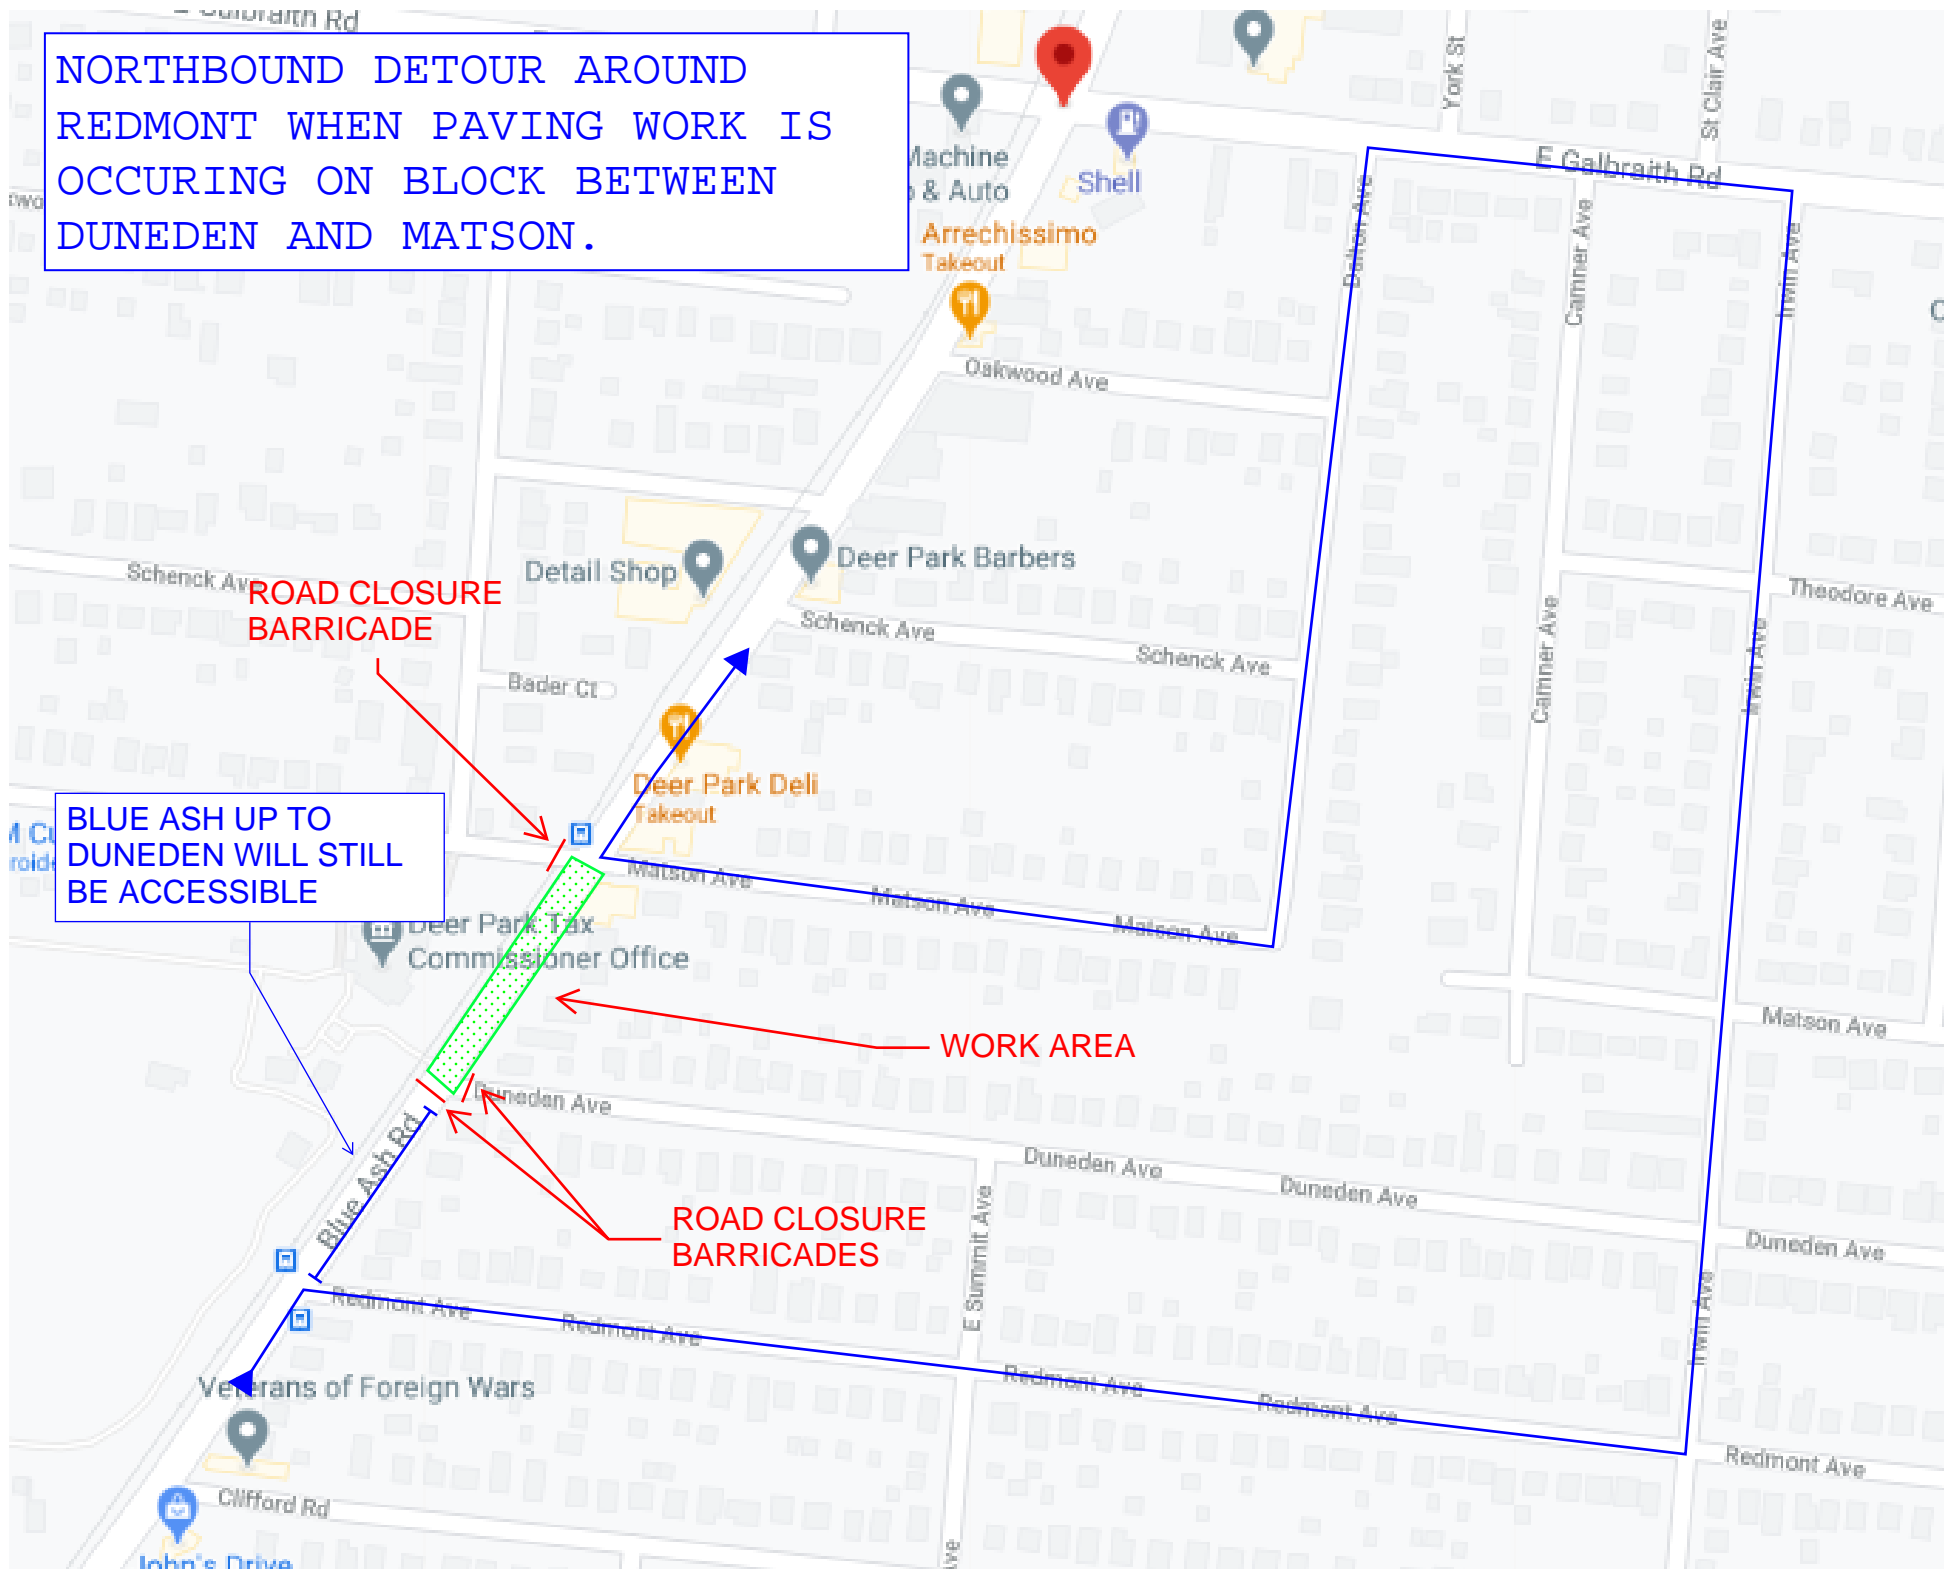 E Galbraith Rd
NORTHBOUND DETOUR AROUND
REDMONT WHEN PAVING WORK IS
OCCURING ON BLOCK BETWEEN
DUNEDEN AND MATSON.
York St
St Clair Ave
Machine
& Auto
Shell
E Galbraith Rd
Arrechissimo
Takeout
Dalton Ave
Camner Ave
Irwin Ave
Oakwood Ave
Detail Shop
Deer Park Barbers
Schenck Ave
ROAD CLOSURE
BARRICADE
Theodore Ave
Schenck Ave
Schenck Ave
Camner Ave
Irwin Ave
Bader Ct
Deer Park Deli
Takeout
BLUE ASH UP TO
DUNEDEN WILL STILL
BE ACCESSIBLE
Matson Ave
Matson Ave
Matson Ave
Deer Park Tax
Commissioner Office
WORK AREA
Matson Ave
Duneden Ave
Blue Ash Rd
Duneden Ave
Duneden Ave
Duneden Ave
ROAD CLOSURE
BARRICADES
E Summit Ave
Irwin Ave
Redmont Ave
Redmont Ave
Redmont Ave
Redmont Ave
Redmont Ave
Veterans of Foreign Wars
Clifford Rd
John's Drive